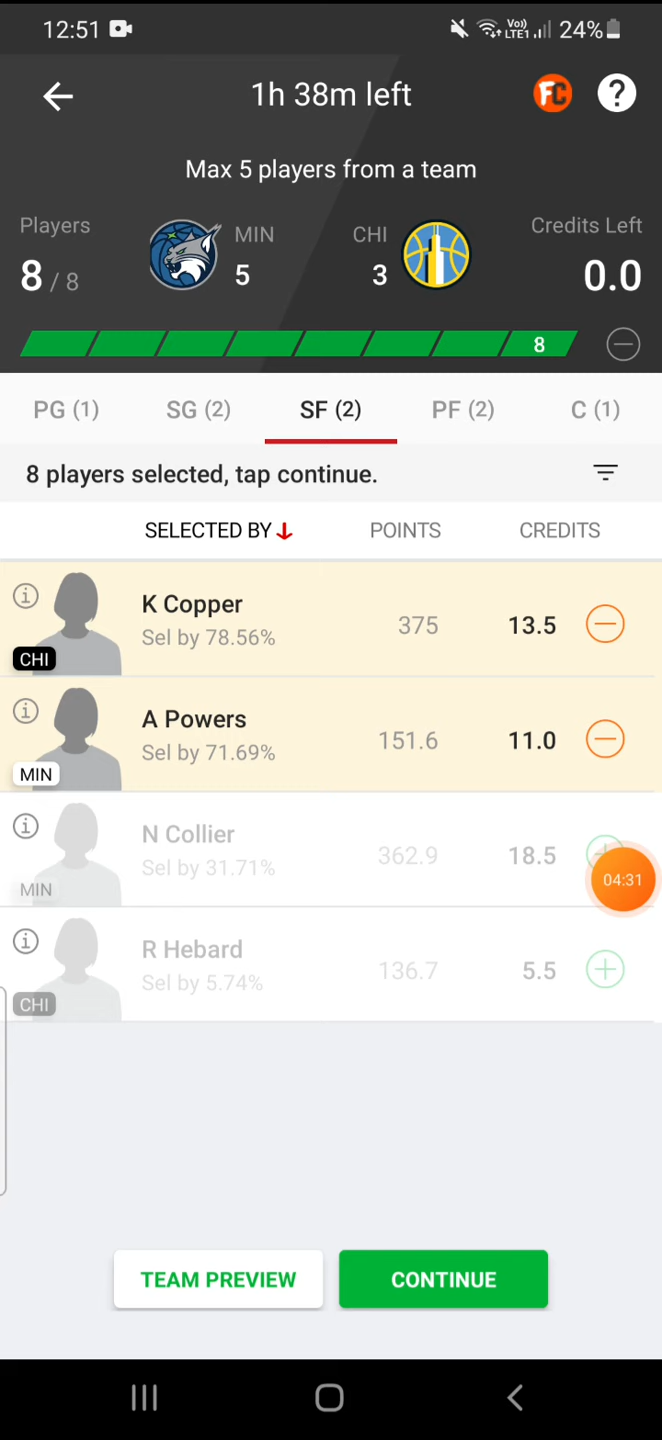 12:51
Vo))
LTE1
24%
1h 38m left
FC
?
Max 5 players from a team
Players
8 / 8
MIN
5
CHI
3
Credits Left
0.0
8
PG (1)
SG (2)
SF (2)
PF (2)
C (1)
8 players selected, tap continue.
SELECTED BY
POINTS
CREDITS
K Copper
Sel by 78.56%
CHI
375
13.5
A Powers
Sel by 71.69%
MIN
151.6
11.0
N Collier
Sel by 31.71%
MIN
362.9
18.5
04:31
R Hebard
Sel by 5.74%
CHI
136.7
5.5
TEAM PREVIEW
CONTINUE